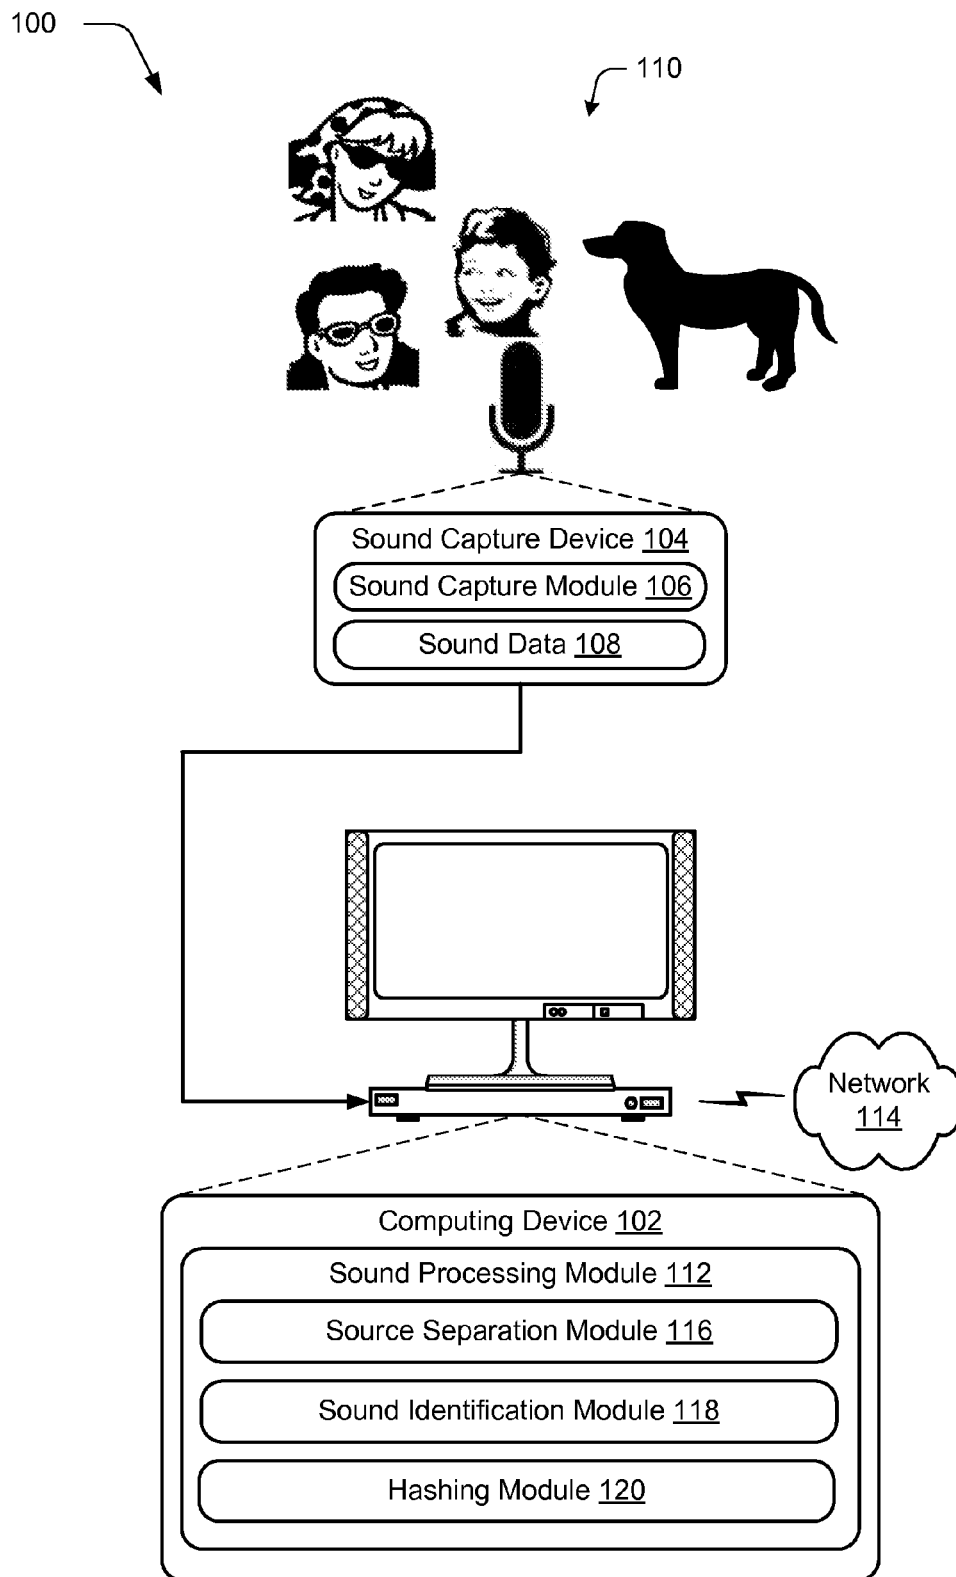 100
110
Sound Capture Device 104
Sound Capture Module 106
Sound Data 108
Network
114
Computing Device 102
Sound Processing Module 112
Source Separation Module 116
Sound Identification Module 118
Hashing Module 120